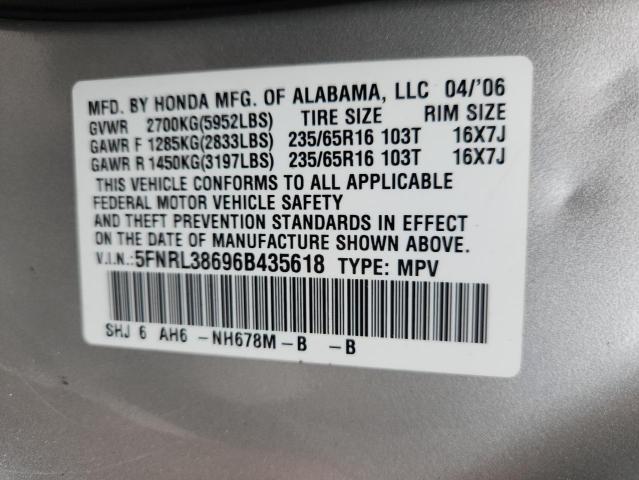 MFD. BY HONDA MFG. OF ALABAMA, LLC 04/'06
GVWR 2700KG(5952LBS) TIRE SIZE RIM SIZE
GAWR F 1285KG(2833LBS) 235/65R16 103T 16X7J
GAWR R 1450KG(3197LBS) 235/65R16 103T 16X7J
THIS VEHICLE CONFORMS TO ALL APPLICABLE
FEDERAL MOTOR VEHICLE SAFETY
AND THEFT PREVENTION STANDARDS IN EFFECT
ON THE DATE OF MANUFACTURE SHOWN ABOVE.
V.I.N.:5FNRL38696B435618 TYPE: MPV
SHJ 6 AH6 -NH678M-B -B